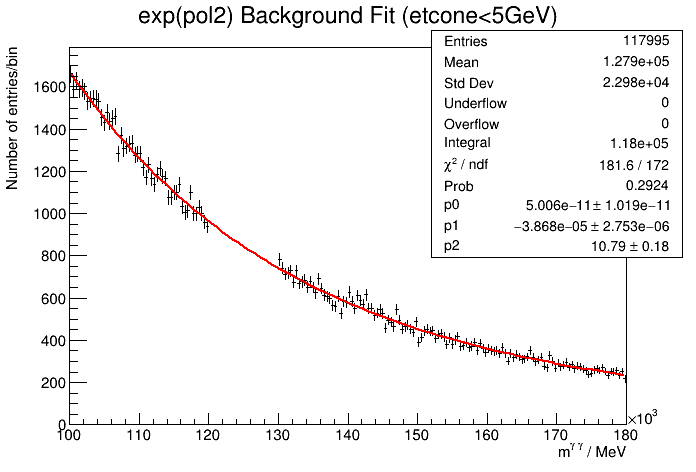 exp(pol2) Background Fit (etcone<5GeV)
Number of entries/bin
Entries 117995
Mean 1.279e+05
Std Dev 2.298e+04
Underflow 0
Overflow 0
Integral 1.18e+05
χ² / ndf 181.6 / 172
Prob 0.2924
p0 5.006e−11 ± 1.019e−11
p1 −3.868e−05 ± 2.753e−06
p2 10.79 ± 0.18
1600
1400
1200
1000
800
600
400
200
0
100 110 120 130 140 150 160 170 180
×10³
m^γγ / MeV